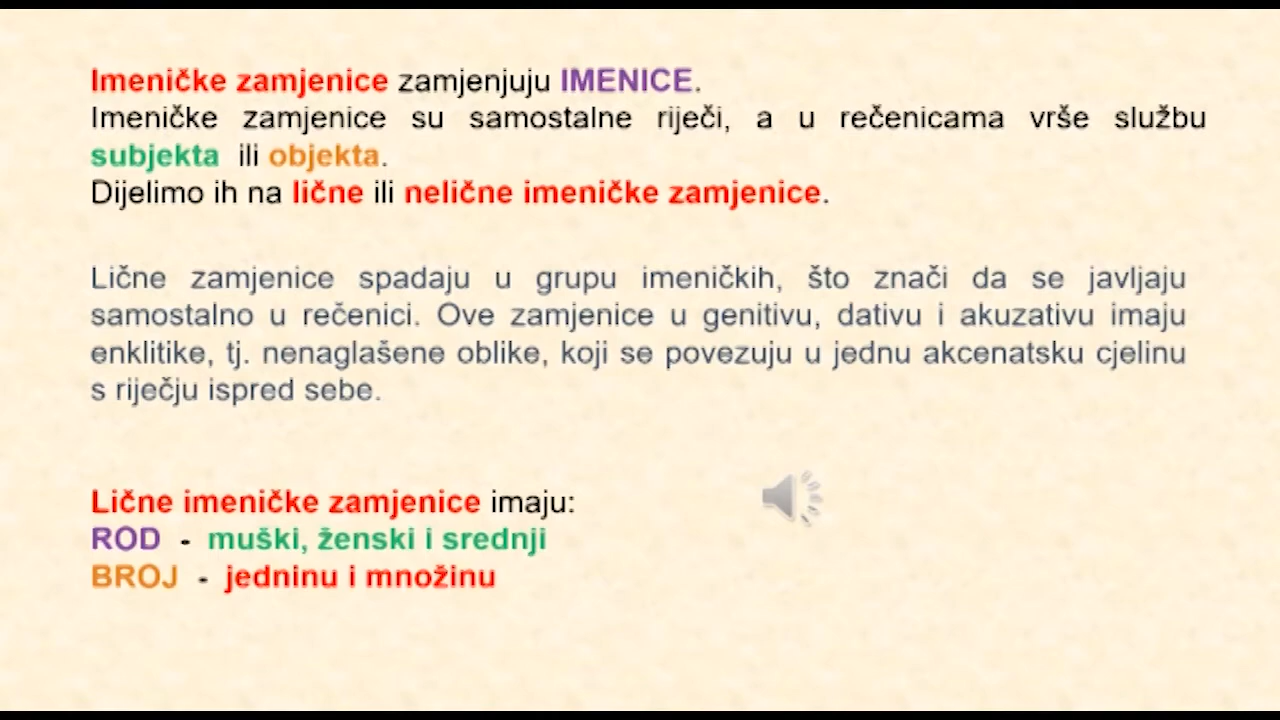 Imeničke zamjenice zamjenjuju IMENICE.
Imeničke zamjenice su samostalne riječi, a u rečenicama vrše službu
subjekta ili objekta.
Dijelimo ih na lične ili nelične imeničke zamjenice.
Lične zamjenice spadaju u grupu imeničkih, što znači da se javljaju
samostalno u rečenici. Ove zamjenice u genitivu, dativu i akuzativu imaju
enklitike, tj. nenaglašene oblike, koji se povezuju u jednu akcenatsku cjelinu
s riječju ispred sebe.
Lične imeničke zamjenice imaju:
ROD - muški, ženski i srednji
BROJ - jedninu i množinu